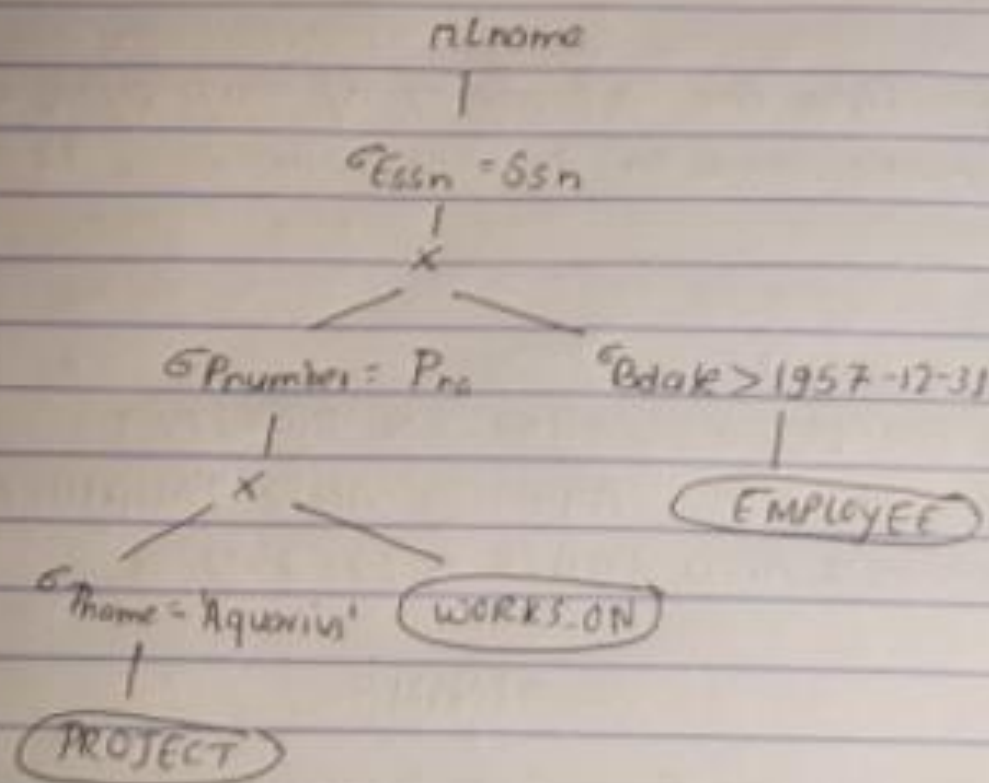 πLname
σEssn = Ssn
×
σPnumber = Pno σBdate > 1957-12-31
×
EMPLOYEE
σPname = 'Aquarius' WORKS_ON
PROJECT